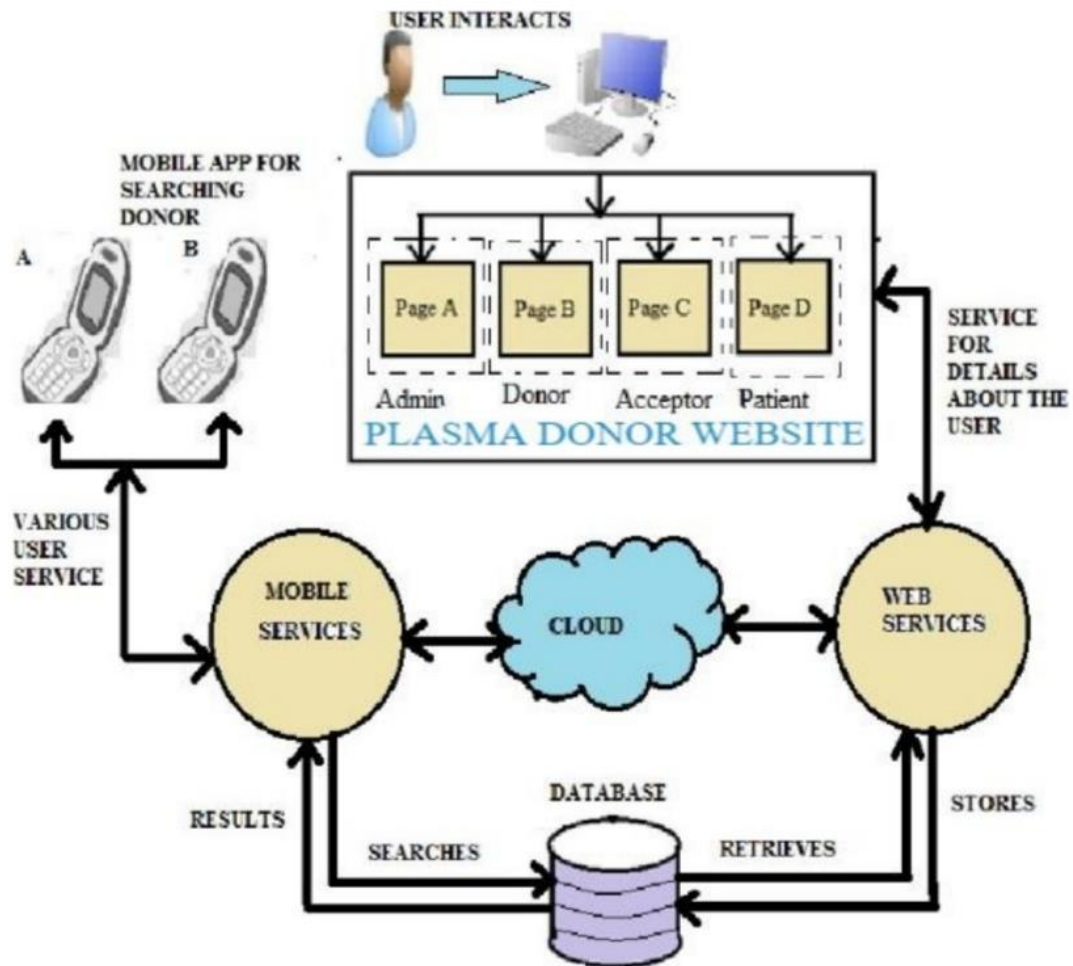 USER INTERACTS
MOBILE APP FOR
SEARCHING
DONOR
A
B
Page A
Page B
Page C
Page D
Admin
Donor
Acceptor
Patient
PLASMA DONOR WEBSITE
SERVICE
FOR
DETAILS
ABOUT THE
USER
VARIOUS
USER
SERVICE
MOBILE
SERVICES
CLOUD
WEB
SERVICES
RESULTS
SEARCHES
DATABASE
RETRIEVES
STORES